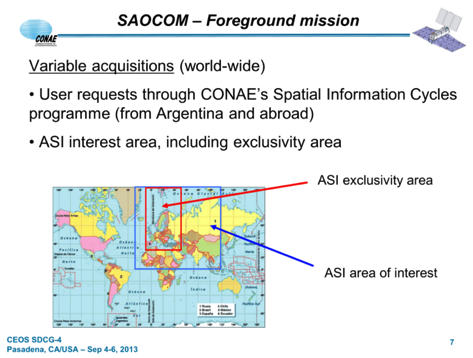 SAOCOM – Foreground mission
CONAE
Variable acquisitions (world-wide)
• User requests through CONAE's Spatial Information Cycles
programme (from Argentina and abroad)
• ASI interest area, including exclusivity area
ASI exclusivity area
ASI area of interest
CEOS SDCG-4
Pasadena, CA/USA – Sep 4-6, 2013
7